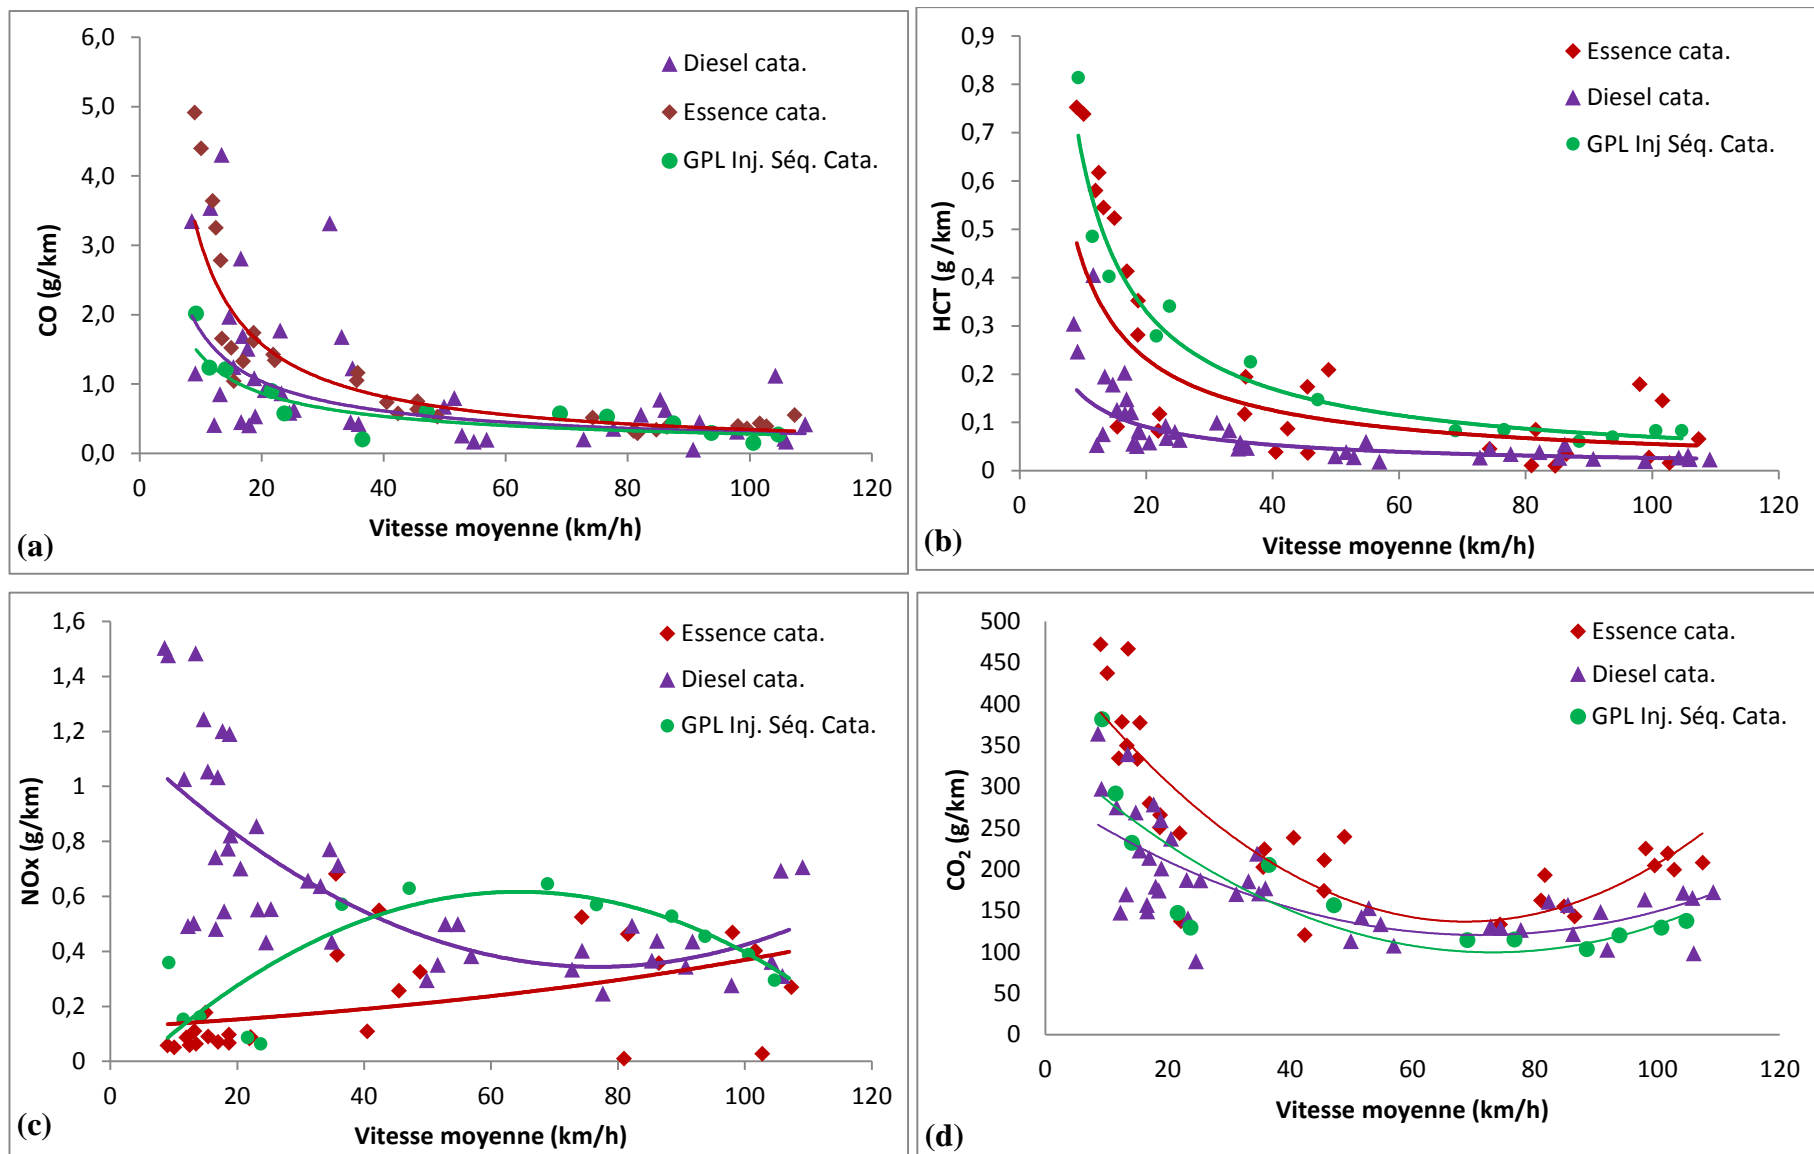 6,0
5,0
4,0
3,0
2,0
1,0
0,0
CO (g/km)
Diesel cata.
Essence cata.
GPL Inj. Séq. Cata.
0 20 40 60 80 100 120
Vitesse moyenne (km/h)
(a)
0,9
0,8
0,7
0,6
0,5
0,4
0,3
0,2
0,1
0
HCT (g /km)
Essence cata.
Diesel cata.
GPL Inj Séq. Cata.
0 20 40 60 80 100 120
Vitesse moyenne (km/h)
(b)
1,6
1,4
1,2
1
0,8
0,6
0,4
0,2
0
NOx (g/km)
Essence cata.
Diesel cata.
GPL Inj. Séq. Cata.
0 20 40 60 80 100 120
Vitesse moyenne (km/h)
(c)
500
450
400
350
300
250
200
150
100
50
0
CO₂ (g/km)
Essence cata.
Diesel cata.
GPL Inj. Séq. Cata.
0 20 40 60 80 100 120
Vitesse moyenne (km/h)
(d)